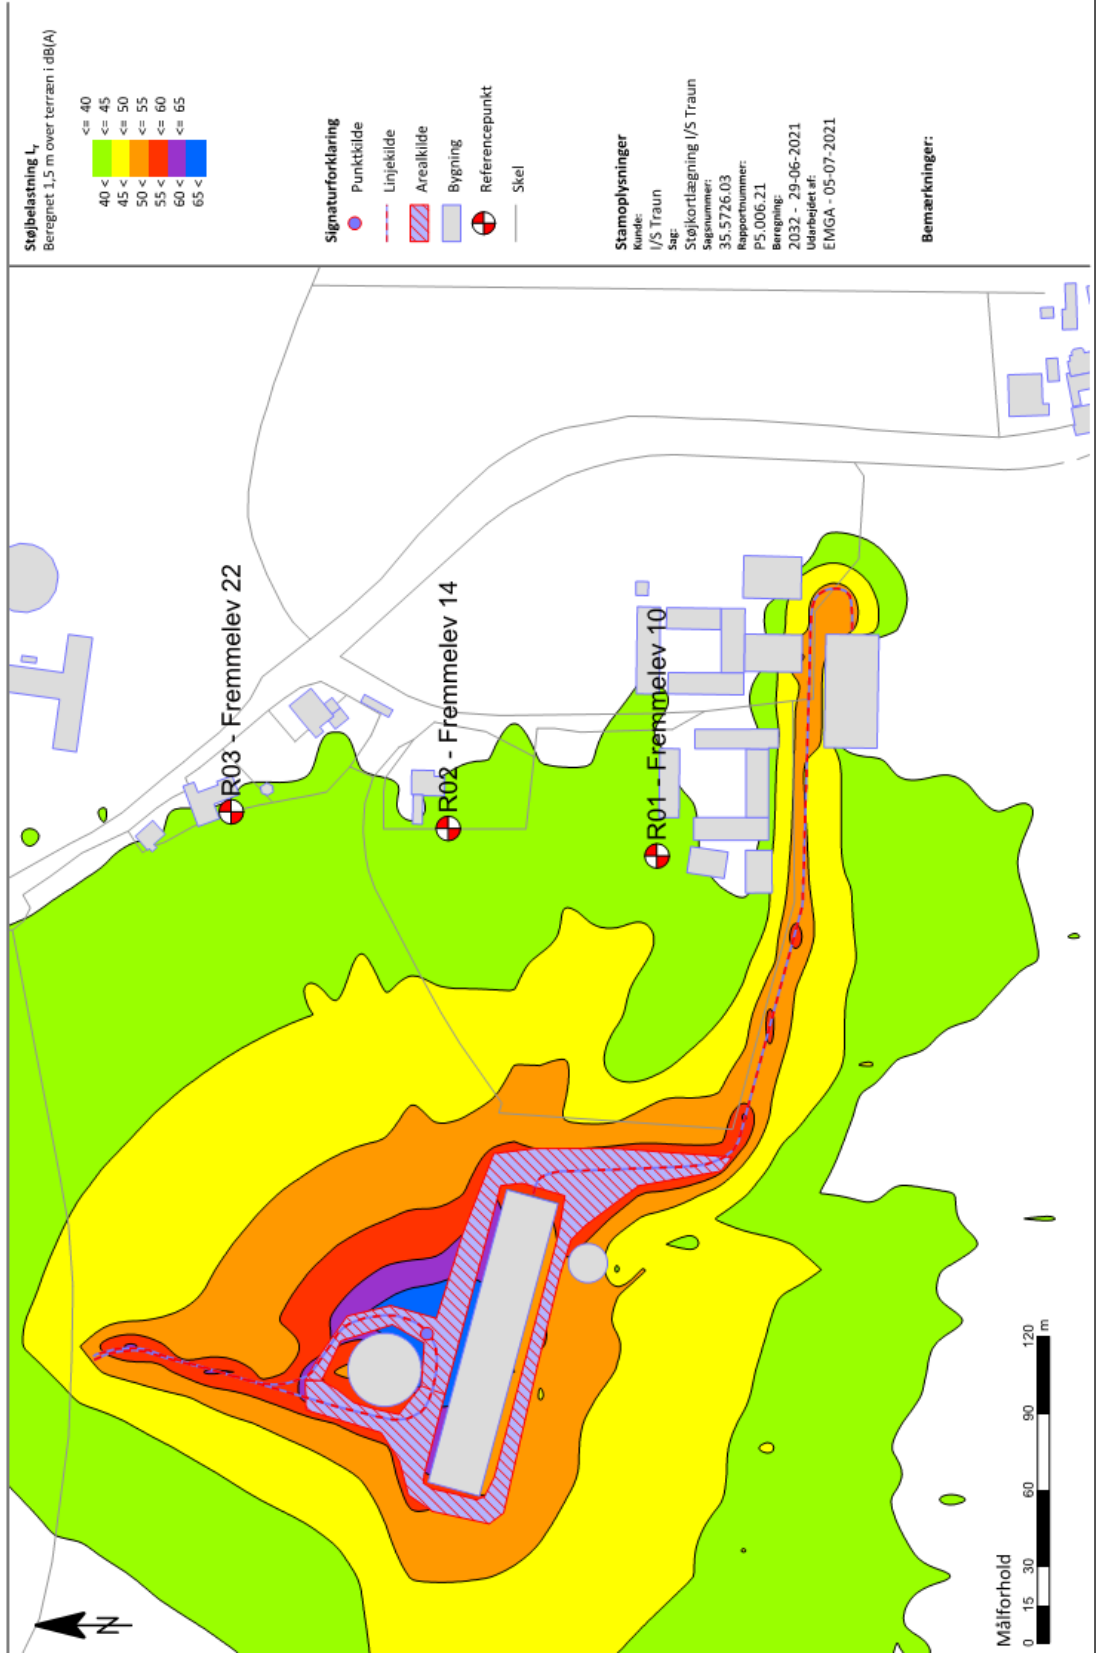 Støjbelastning Lr
Beregnet 1,5 m over terræn i dB(A)
<= 40
40 < <= 45
45 < <= 50
50 < <= 55
55 < <= 60
60 < <= 65
65 <
Signaturforklaring
Punktkilde
Linjekilde
Arealkilde
Bygning
Referencepunkt
Skel
Stamoplysninger
Kunde:
I/S Traun
Sag:
Støjkortlægning I/S Traun
Sagsnummer:
35.5726.03
Rapportnummer:
P5.006.21
Beregning:
2032 - 29-06-2021
Udarbejdet af:
EMGA - 05-07-2021
Bemærkninger:
R03 - Fremmelev 22
R02 - Fremmelev 14
R01 - Fremmelev 10
N
Målforhold
0 15 30 60 90 120
m